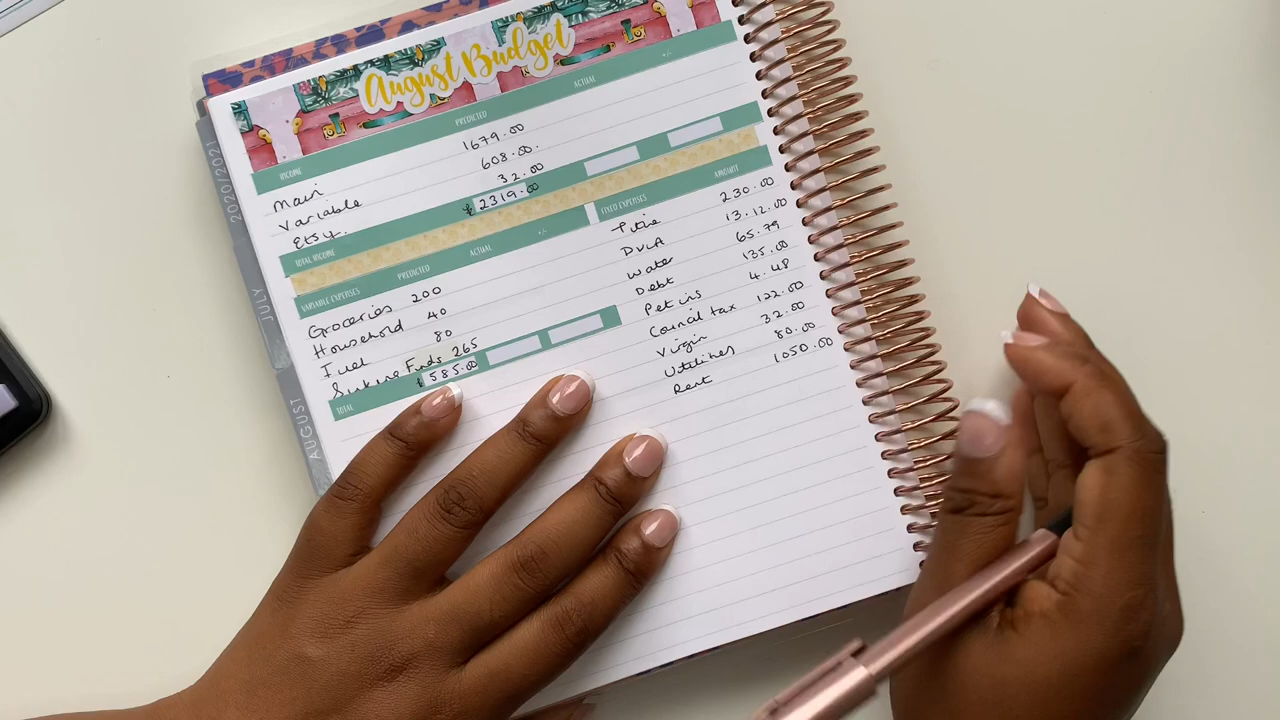 August Budget
INCOME PREDICTED ACTUAL +/-
Main 1679.00
Variable 608.00.
Etsy. 32.00
TOTAL INCOME £2319.00
VARIABLE EXPENSES PREDICTED ACTUAL +/-
Groceries 200
Household 40
Fuel 80
Sinking Funds 265
TOTAL £585.00
FIXED EXPENSES AMOUNT
Tithe 230.00
DVLA 13.12.00
Water 65.79
Debt 135.00
Pet ins 4.48
Council tax 122.00
Virgin 32.00
Utilities 80.00
Rent 1050.00
2020/2021
JULY
AUGUST